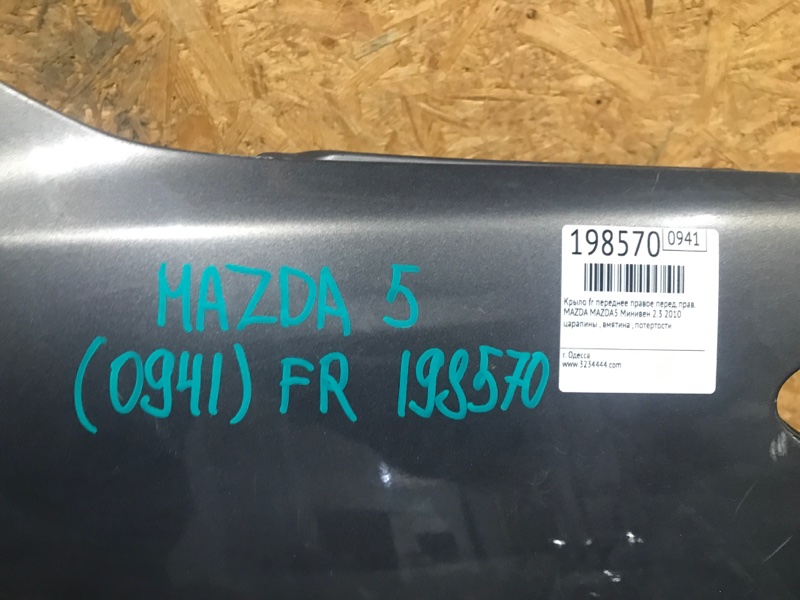 MAZDA 5
(0941) FR 198570
198570 0941
Крыло fr переднее правое перед. прав.
MAZDA MAZDA5 Минивен 2.3 2010
царапины , вмятина , потертости
г. Одесса
www.3234444.com